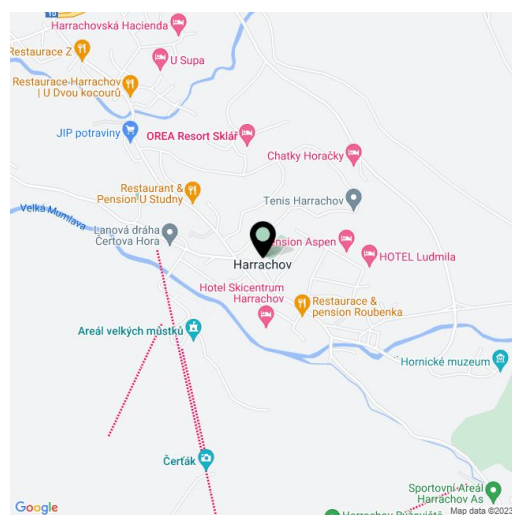 10
Harrachovská Hacienda
Restaurace Z
U Supa
Restaurace-Harrachov
| U Dvou kocourů
JIP potraviny
OREA Resort Sklář
Chatky Horačky
Restaurant &
Pension U Studny
Tenis Harrachov
Velká Mumlava
Lanová dráha
Čertova Hora
Pension Aspen
Harrachov
HOTEL Ludmila
Hotel Skicentrum
Harrachov
Restaurace &
pension Roubenka
Areál velkých můstků
Hornické muzeum
Čerťák
Sportovní Areál
Harrachov As
Google
Map data ©2023